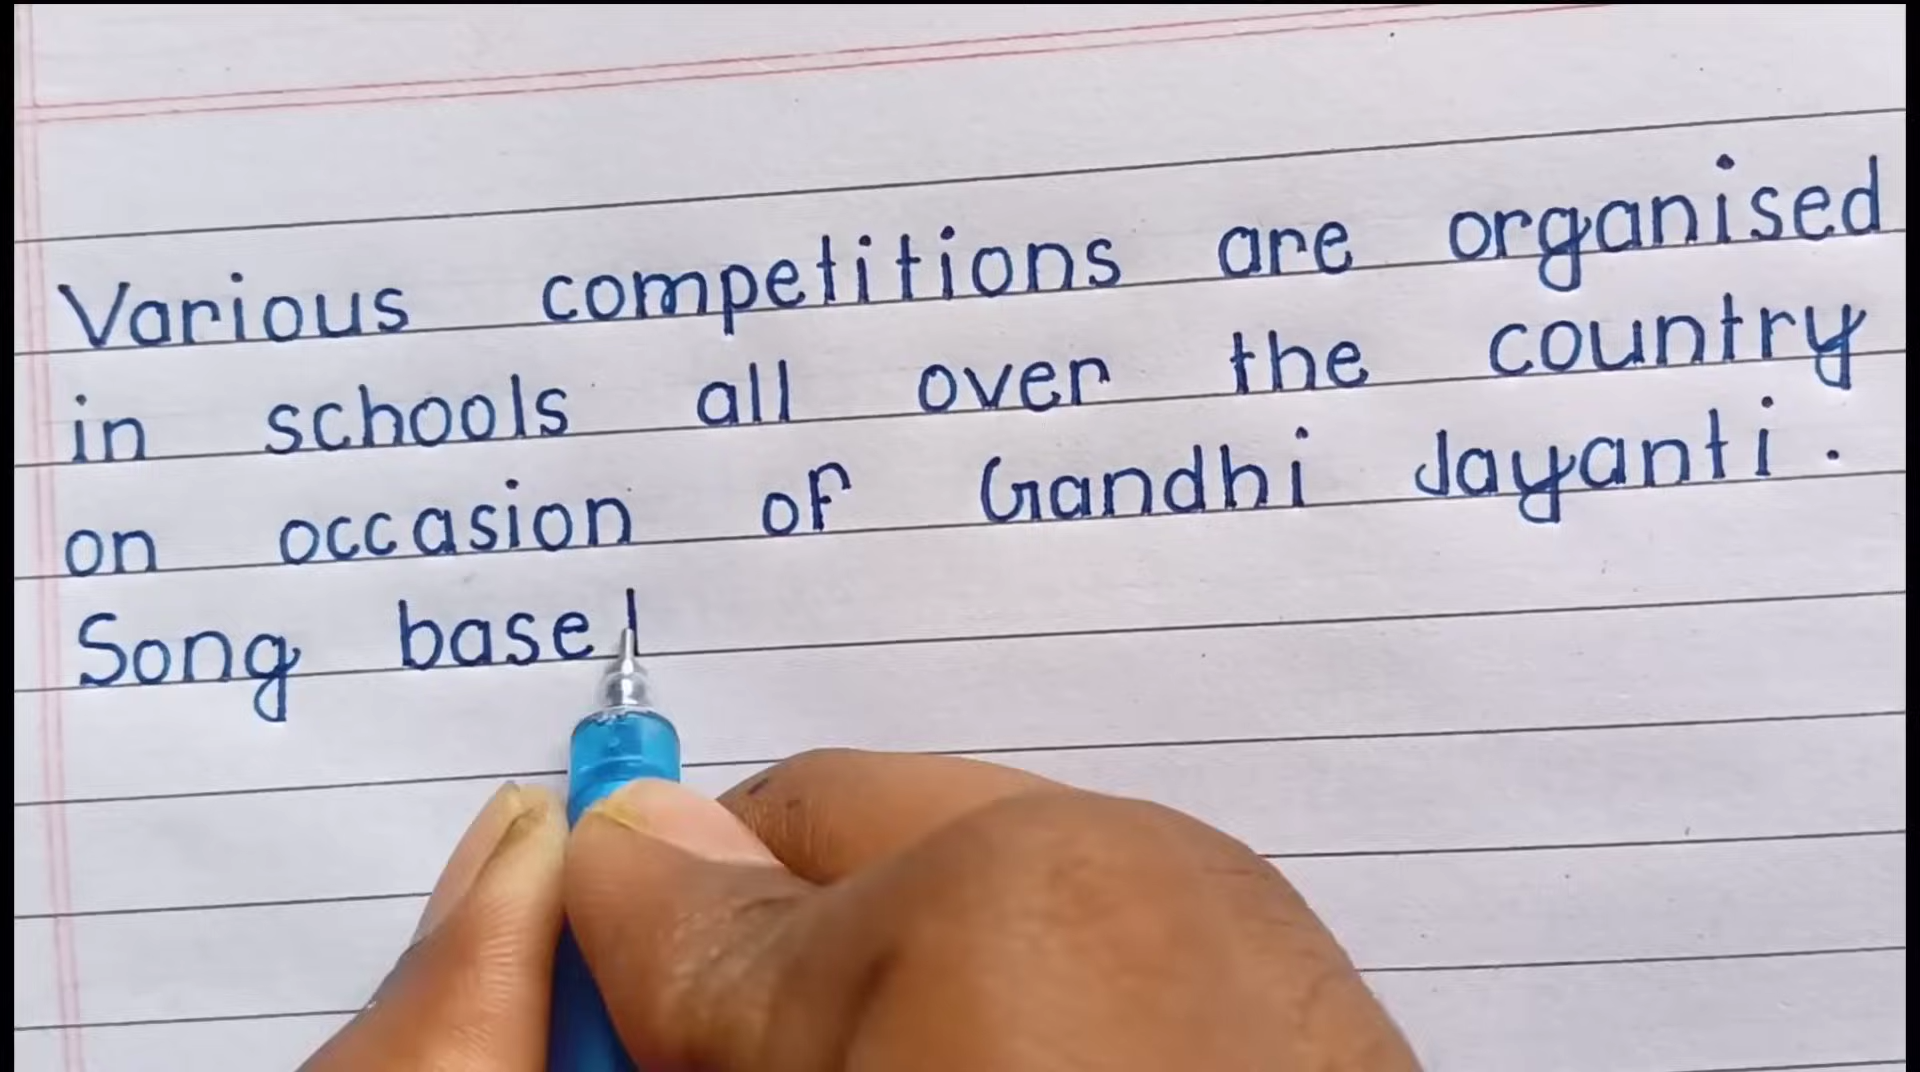 Various competitions are organised
in schools all over the country
on occasion of Gandhi Jayanti.
Song base